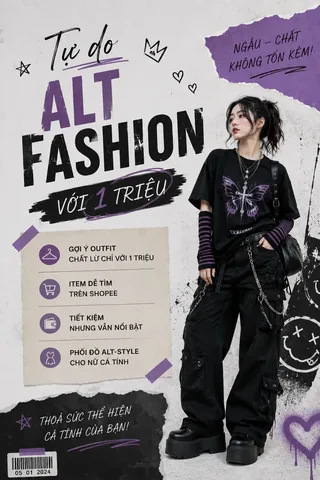 Tự do
ALT
FASHION
VỚI 1 TRIỆU
NGẦU – CHẤT
KHÔNG TỐN KÉM!
GỢI Ý OUTFIT
CHẤT LỪ CHỈ VỚI 1 TRIỆU
ITEM DỄ TÌM
TRÊN SHOPEE
TIẾT KIỆM
NHƯNG VẪN NỔI BẬT
PHỐI ĐỒ ALT-STYLE
CHO NỮ CÁ TÍNH
THOẢ SỨC THỂ HIỆN
CÁ TÍNH CỦA BẠN!
05 01 2024